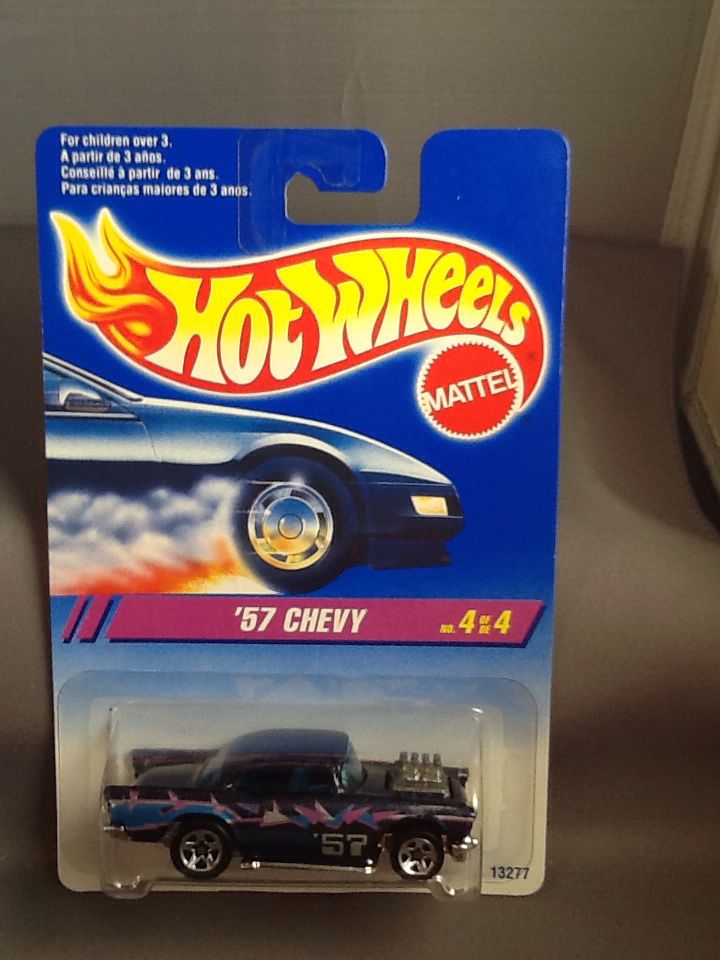 For children over 3.
A partir de 3 años.
Conseillé à partir de 3 ans.
Para crianças maiores de 3 anos.
HOT WHEELS
®
MATTEL
'57 CHEVY NO. 4 OF DE 4
'57
13277